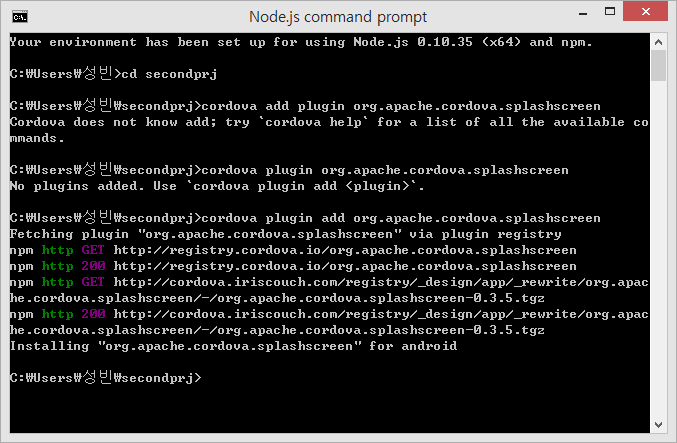 Node.js command prompt
Your environment has been set up for using Node.js 0.10.35 (x64) and npm.
C:₩Users₩성빈>cd secondprj
C:₩Users₩성빈₩secondprj>cordova add plugin org.apache.cordova.splashscreen
Cordova does not know add; try `cordova help` for a list of all the available co
mmands.
C:₩Users₩성빈₩secondprj>cordova plugin org.apache.cordova.splashscreen
No plugins added. Use `cordova plugin add <plugin>`.
C:₩Users₩성빈₩secondprj>cordova plugin add org.apache.cordova.splashscreen
Fetching plugin "org.apache.cordova.splashscreen" via plugin registry
npm http GET http://registry.cordova.io/org.apache.cordova.splashscreen
npm http 200 http://registry.cordova.io/org.apache.cordova.splashscreen
npm http GET http://cordova.iriscouch.com/registry/_design/app/_rewrite/org.apac
he.cordova.splashscreen/-/org.apache.cordova.splashscreen-0.3.5.tgz
npm http 200 http://cordova.iriscouch.com/registry/_design/app/_rewrite/org.apac
he.cordova.splashscreen/-/org.apache.cordova.splashscreen-0.3.5.tgz
Installing "org.apache.cordova.splashscreen" for android
C:₩Users₩성빈₩secondprj>